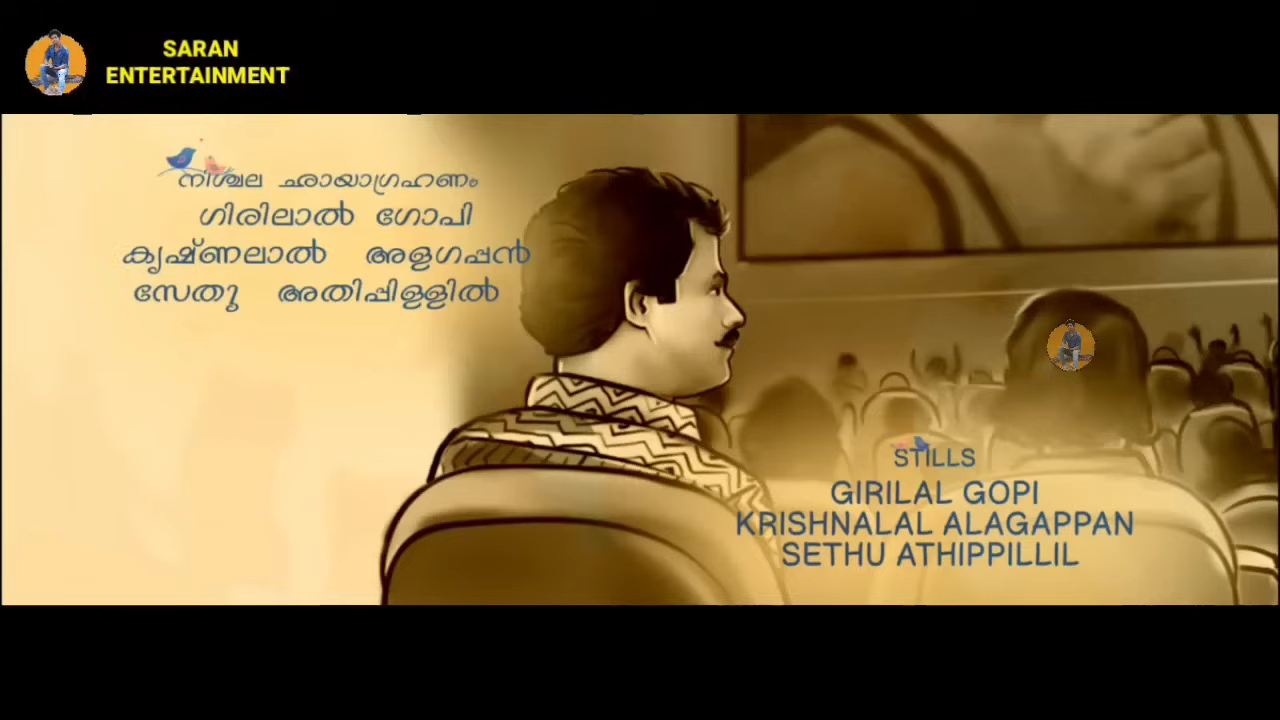 SARAN
ENTERTAINMENT
നിശ്ചല ഛായാഗ്രഹണം
ഗിരിലാൽ ഗോപി
കൃഷ്ണലാൽ അളഗപ്പൻ
സേതു അതിപ്പിള്ളിൽ
STILLS
GIRILAL GOPI
KRISHNALAL ALAGAPPAN
SETHU ATHIPPILLIL